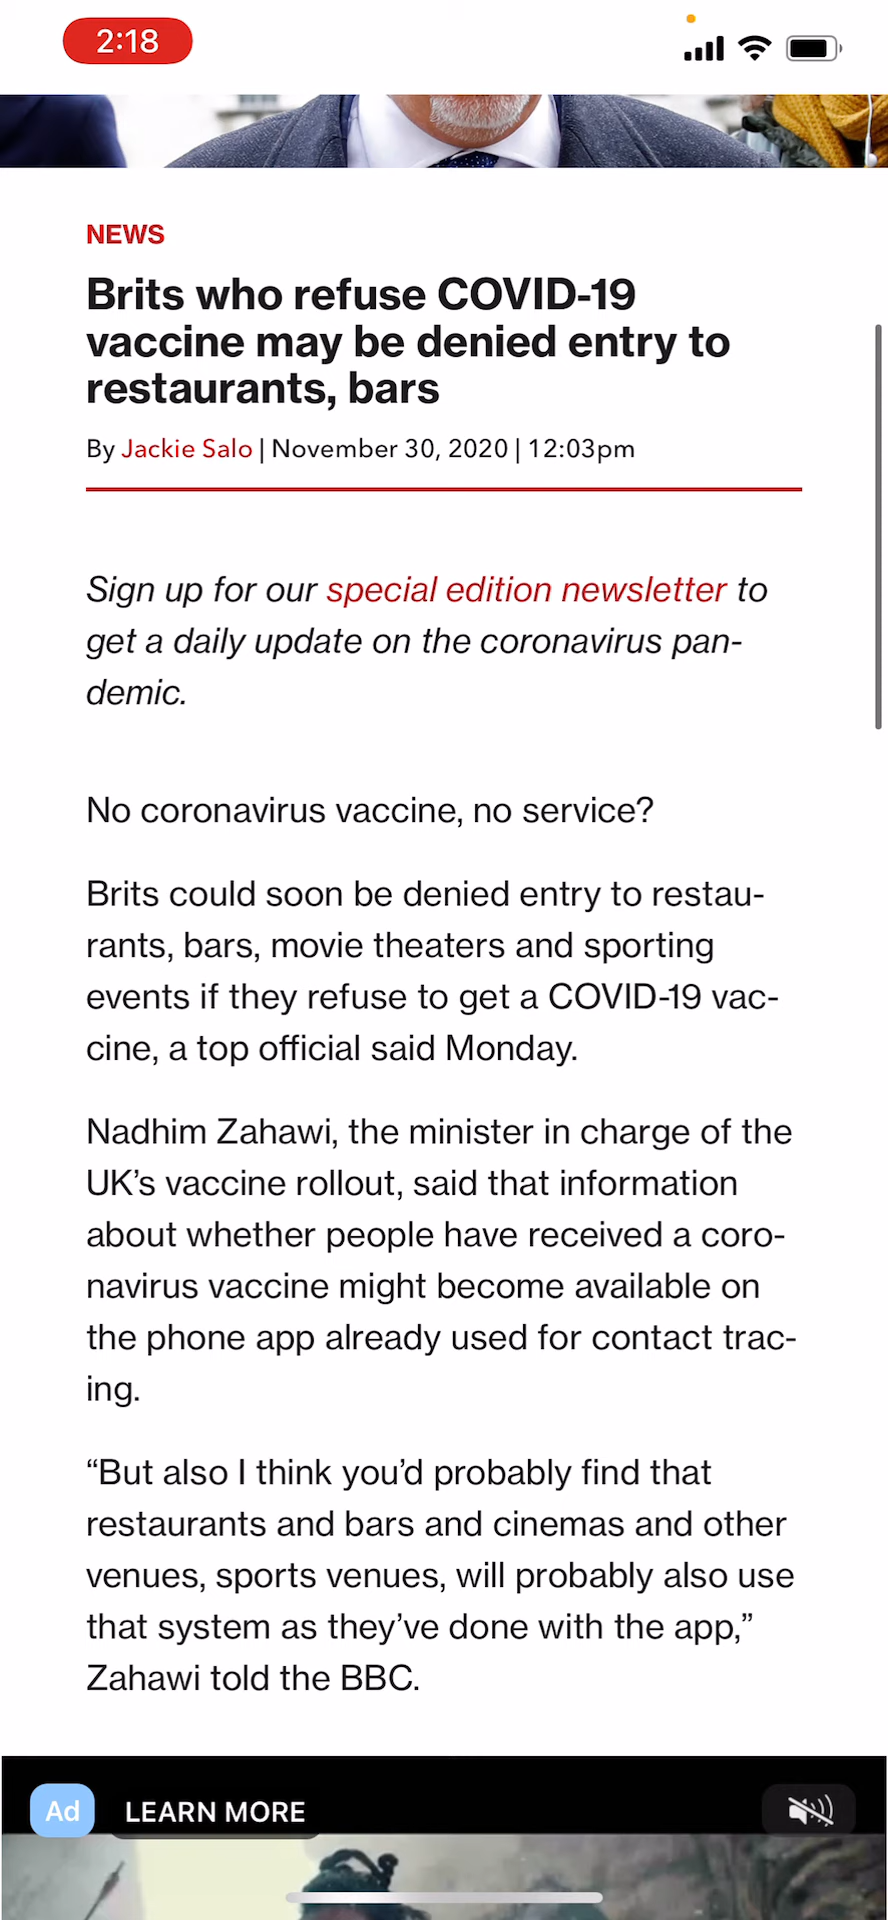 2:18
NEWS
Brits who refuse COVID-19
vaccine may be denied entry to
restaurants, bars
By Jackie Salo | November 30, 2020 | 12:03pm
Sign up for our special edition newsletter to
get a daily update on the coronavirus pan-
demic.
No coronavirus vaccine, no service?
Brits could soon be denied entry to restau-
rants, bars, movie theaters and sporting
events if they refuse to get a COVID-19 vac-
cine, a top official said Monday.
Nadhim Zahawi, the minister in charge of the
UK’s vaccine rollout, said that information
about whether people have received a coro-
navirus vaccine might become available on
the phone app already used for contact trac-
ing.
“But also I think you’d probably find that
restaurants and bars and cinemas and other
venues, sports venues, will probably also use
that system as they’ve done with the app,”
Zahawi told the BBC.
Ad LEARN MORE